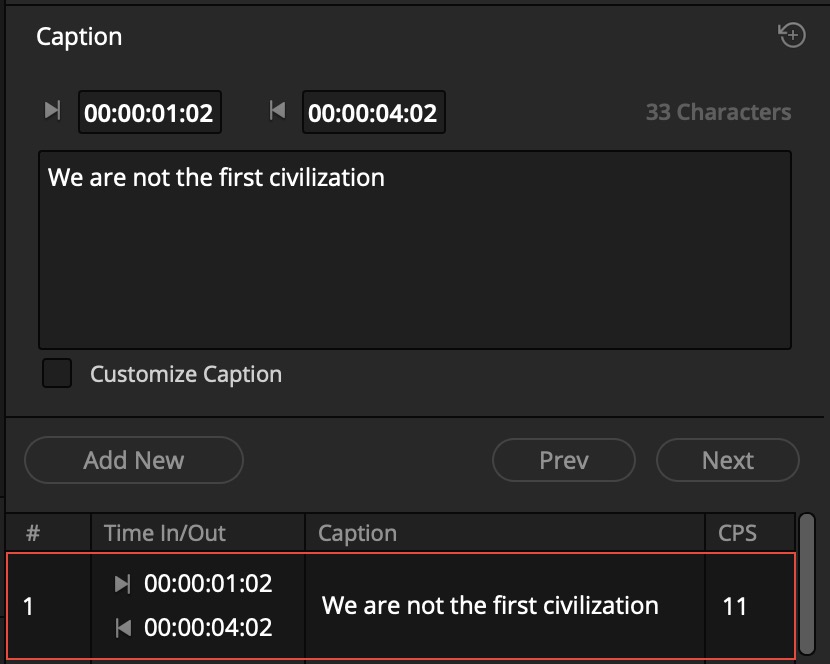 Caption
00:00:01:02 00:00:04:02 33 Characters
We are not the first civilization
Customize Caption
Add New Prev Next
# Time In/Out Caption CPS
1 00:00:01:02 We are not the first civilization 11
00:00:04:02